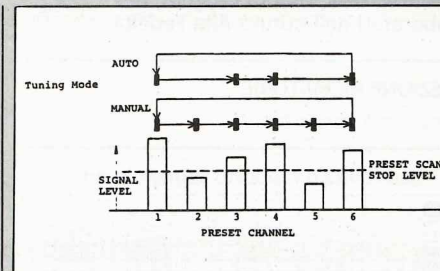 AUTO
Tuning Mode
MANUAL
PRESET SCAN
STOP LEVEL
SIGNAL
LEVEL
1 2 3 4 5 6
PRESET CHANNEL